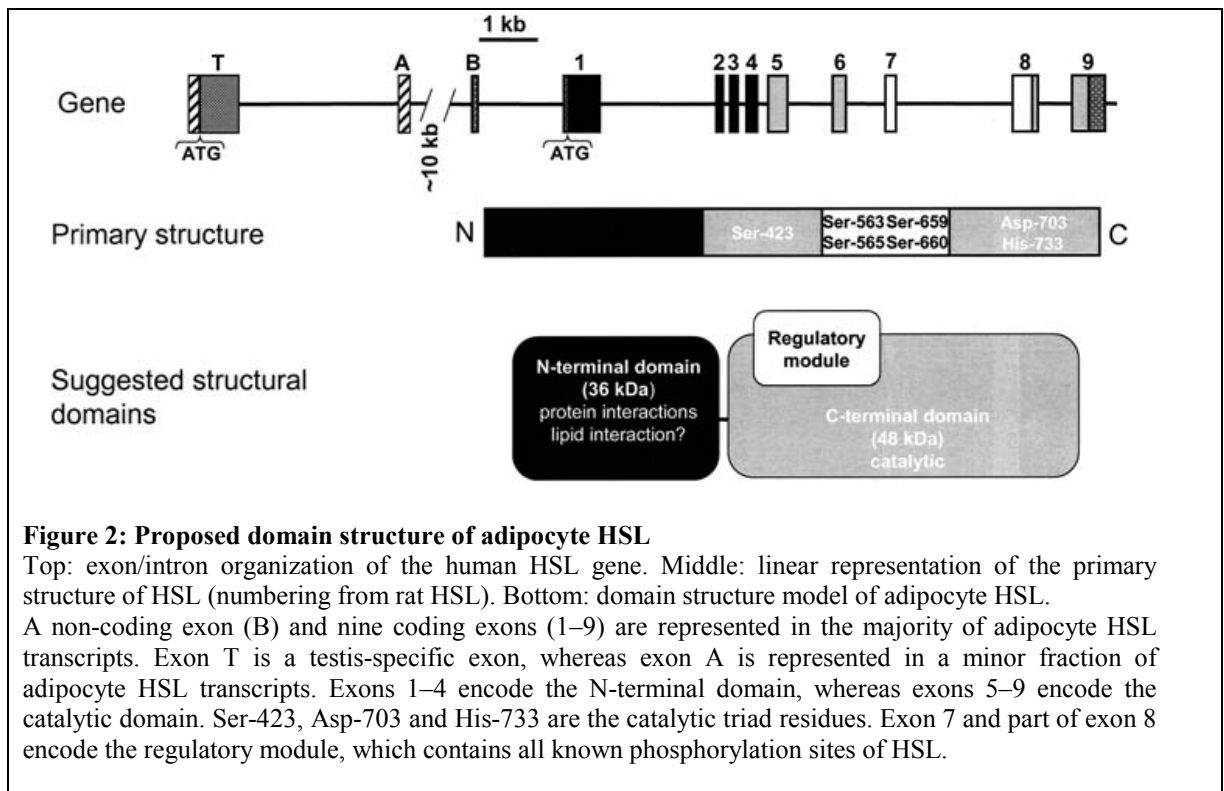 1 kb
T A B 1 2 3 4 5 6 7 8 9
Gene
ATG ATG
~10 kb
Primary structure
N Ser-423 Ser-563 Ser-659 Asp-703 C
Ser-565 Ser-660 His-733
Suggested structural
domains
N-terminal domain
(36 kDa)
protein interactions
lipid interaction?
Regulatory
module
C-terminal domain
(48 kDa)
catalytic
Figure 2: Proposed domain structure of adipocyte HSL
Top: exon/intron organization of the human HSL gene. Middle: linear representation of the primary
structure of HSL (numbering from rat HSL). Bottom: domain structure model of adipocyte HSL.
A non-coding exon (B) and nine coding exons (1–9) are represented in the majority of adipocyte HSL
transcripts. Exon T is a testis-specific exon, whereas exon A is represented in a minor fraction of
adipocyte HSL transcripts. Exons 1–4 encode the N-terminal domain, whereas exons 5–9 encode the
catalytic domain. Ser-423, Asp-703 and His-733 are the catalytic triad residues. Exon 7 and part of exon 8
encode the regulatory module, which contains all known phosphorylation sites of HSL.